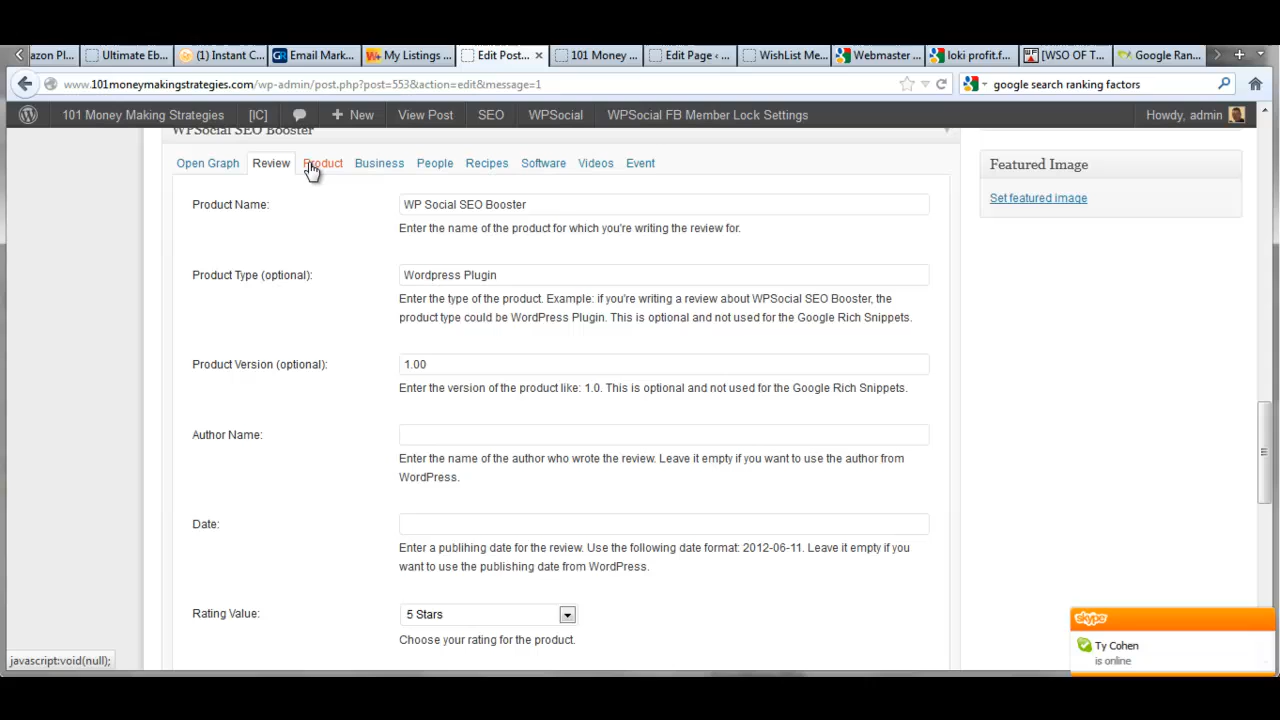 azon Pl...
Ultimate Eb...
(1) Instant C...
Email Mark...
My Listings ...
Edit Post...
101 Money ...
Edit Page ‹...
WishList Me...
Webmaster ...
loki profit.f...
[WSO OF T...
Google Ran...
www.101moneymakingstrategies.com/wp-admin/post.php?post=553&action=edit&message=1
google search ranking factors
101 Money Making Strategies [IC] + New View Post SEO WPSocial WPSocial FB Member Lock Settings Howdy, admin
WPSocial SEO Booster
Open Graph Review Product Business People Recipes Software Videos Event
Featured Image
Set featured image
Product Name: WP Social SEO Booster
Enter the name of the product for which you're writing the review for.
Product Type (optional): Wordpress Plugin
Enter the type of the product. Example: if you're writing a review about WPSocial SEO Booster, the
product type could be WordPress Plugin. This is optional and not used for the Google Rich Snippets.
Product Version (optional): 1.00
Enter the version of the product like: 1.0. This is optional and not used for the Google Rich Snippets.
Author Name:
Enter the name of the author who wrote the review. Leave it empty if you want to use the author from
WordPress.
Date:
Enter a publihing date for the review. Use the following date format: 2012-06-11. Leave it empty if you
want to use the publishing date from WordPress.
Rating Value: 5 Stars
Choose your rating for the product.
skype
Ty Cohen
is online
javascript:void(null);